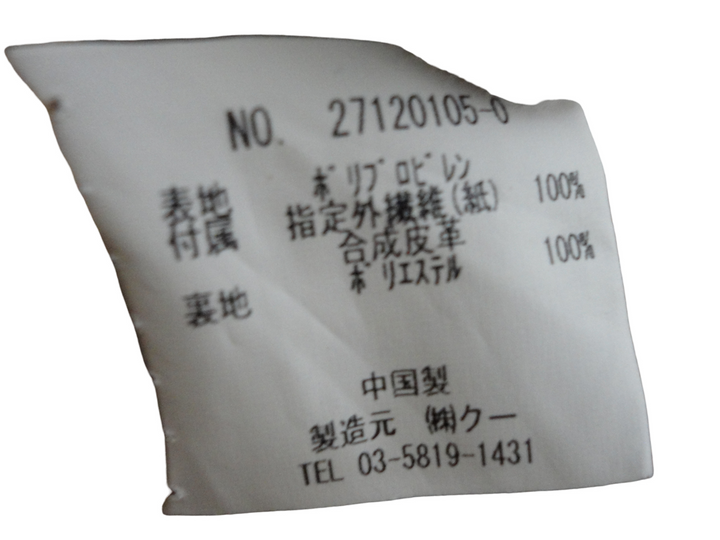 NO. 27120105-0
ポリプロピレン
表地 指定外繊維(紙) 100%
付属 合成皮革
裏地 ポリエステル 100%
中国製
製造元 ㈱クー
TEL 03-5819-1431